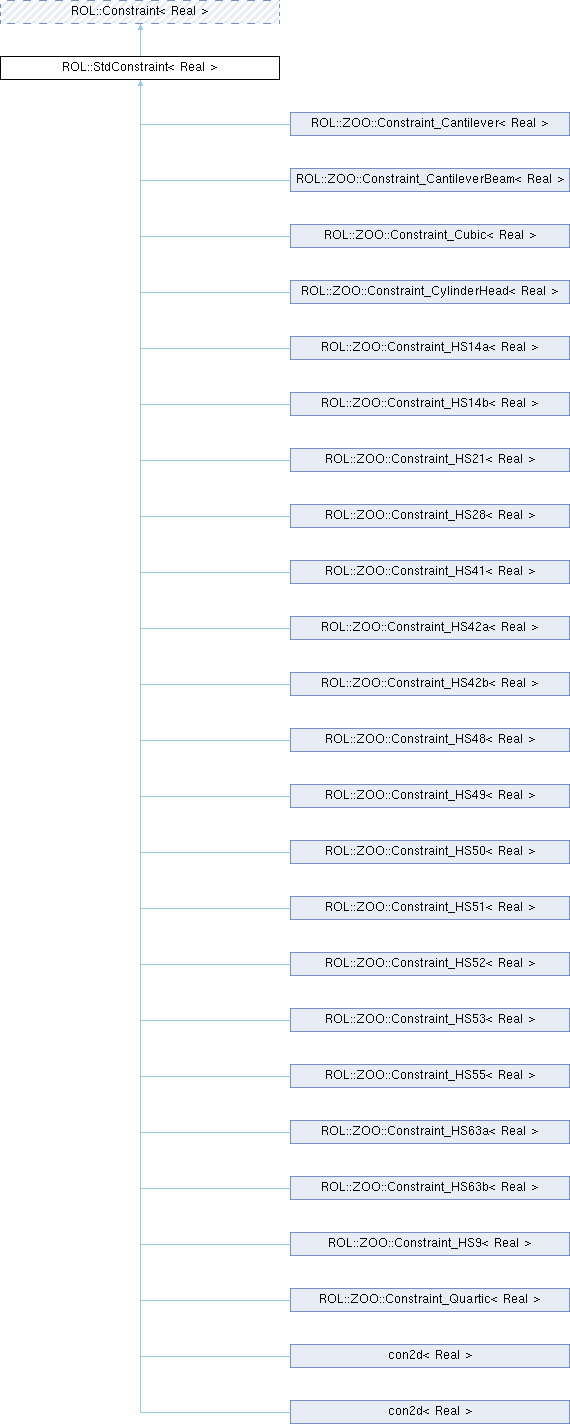 ROL::Constraint< Real >
ROL::StdConstraint< Real >
ROL::ZOO::Constraint_Cantilever< Real >
ROL::ZOO::Constraint_CantileverBeam< Real >
ROL::ZOO::Constraint_Cubic< Real >
ROL::ZOO::Constraint_CylinderHead< Real >
ROL::ZOO::Constraint_HS14a< Real >
ROL::ZOO::Constraint_HS14b< Real >
ROL::ZOO::Constraint_HS21< Real >
ROL::ZOO::Constraint_HS28< Real >
ROL::ZOO::Constraint_HS41< Real >
ROL::ZOO::Constraint_HS42a< Real >
ROL::ZOO::Constraint_HS42b< Real >
ROL::ZOO::Constraint_HS48< Real >
ROL::ZOO::Constraint_HS49< Real >
ROL::ZOO::Constraint_HS50< Real >
ROL::ZOO::Constraint_HS51< Real >
ROL::ZOO::Constraint_HS52< Real >
ROL::ZOO::Constraint_HS53< Real >
ROL::ZOO::Constraint_HS55< Real >
ROL::ZOO::Constraint_HS63a< Real >
ROL::ZOO::Constraint_HS63b< Real >
ROL::ZOO::Constraint_HS9< Real >
ROL::ZOO::Constraint_Quartic< Real >
con2d< Real >
con2d< Real >